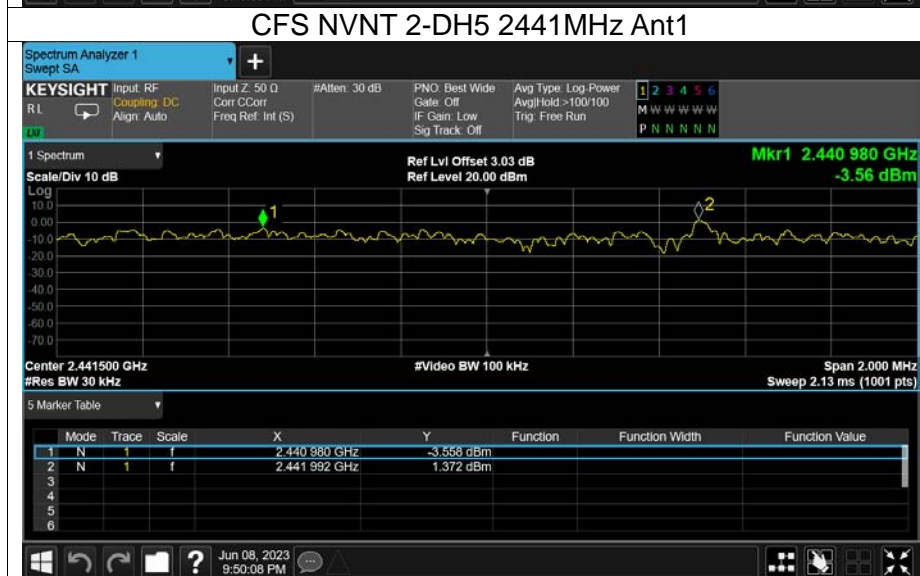 CFS NVNT 2-DH5 2441MHz Ant1
Spectrum Analyzer 1
Swept SA
+
KEYSIGHT Input: RF Input Z: 50 Ω #Atten: 30 dB PNO: Best Wide Avg Type: Log-Power 1 2 3 4 5 6
RL Coupling: DC Corr CCorr Gate: Off Avg|Hold:>100/100 M W W W W W
Align: Auto Freq Ref: Int (S) IF Gain: Low Trig: Free Run
LXI Sig Track: Off P N N N N N
1 Spectrum Ref Lvl Offset 3.03 dB Mkr1 2.440 980 GHz
Scale/Div 10 dB Ref Level 20.00 dBm -3.56 dBm
Log
10.0
0.00
-10.0
-20.0
-30.0
-40.0
-50.0
-60.0
-70.0
1
2
Center 2.441500 GHz #Video BW 100 kHz Span 2.000 MHz
#Res BW 30 kHz Sweep 2.13 ms (1001 pts)
5 Marker Table
Mode Trace Scale X Y Function Function Width Function Value
1 N 1 f 2.440 980 GHz -3.558 dBm
2 N 1 f 2.441 992 GHz 1.372 dBm
3
4
5
6
? Jun 08, 2023
9:50:08 PM